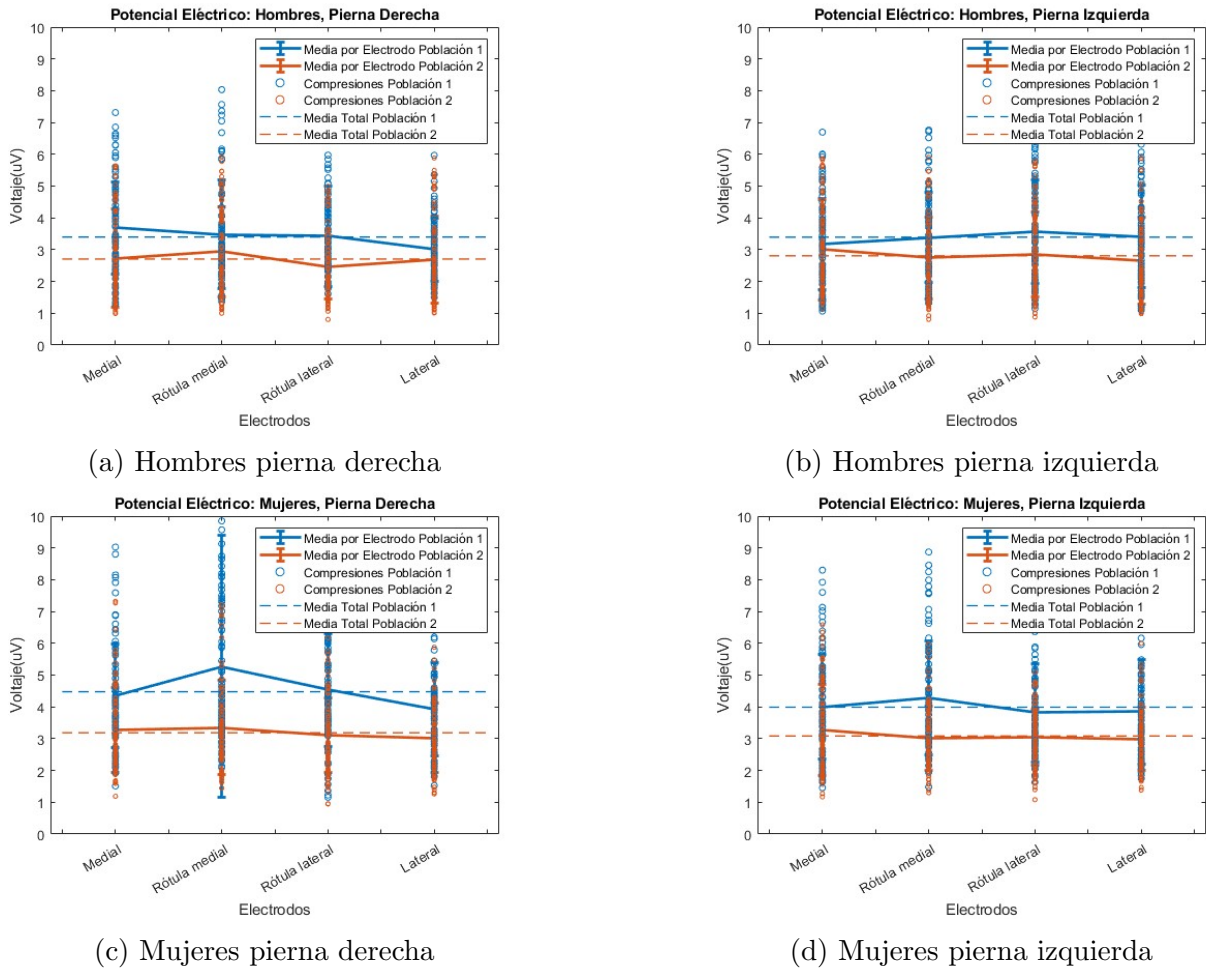 Potencial Eléctrico: Hombres, Pierna Derecha
10
9
8
7
6
5
4
3
2
1
0
Voltaje(uV)
Media por Electrodo Población 1
Media por Electrodo Población 2
Compresiones Población 1
Compresiones Población 2
Media Total Población 1
Media Total Población 2
Medial
Rótula medial
Rótula lateral
Lateral
Electrodos
(a) Hombres pierna derecha
Potencial Eléctrico: Hombres, Pierna Izquierda
10
9
8
7
6
5
4
3
2
1
0
Voltaje(uV)
Media por Electrodo Población 1
Media por Electrodo Población 2
Compresiones Población 1
Compresiones Población 2
Media Total Población 1
Media Total Población 2
Medial
Rótula medial
Rótula lateral
Lateral
Electrodos
(b) Hombres pierna izquierda
Potencial Eléctrico: Mujeres, Pierna Derecha
10
9
8
7
6
5
4
3
2
1
0
Voltaje(uV)
Media por Electrodo Población 1
Media por Electrodo Población 2
Compresiones Población 1
Compresiones Población 2
Media Total Población 1
Media Total Población 2
Medial
Rótula medial
Rótula lateral
Lateral
Electrodos
(c) Mujeres pierna derecha
Potencial Eléctrico: Mujeres, Pierna Izquierda
10
9
8
7
6
5
4
3
2
1
0
Voltaje(uV)
Media por Electrodo Población 1
Media por Electrodo Población 2
Compresiones Población 1
Compresiones Población 2
Media Total Población 1
Media Total Población 2
Medial
Rótula medial
Rótula lateral
Lateral
Electrodos
(d) Mujeres pierna izquierda